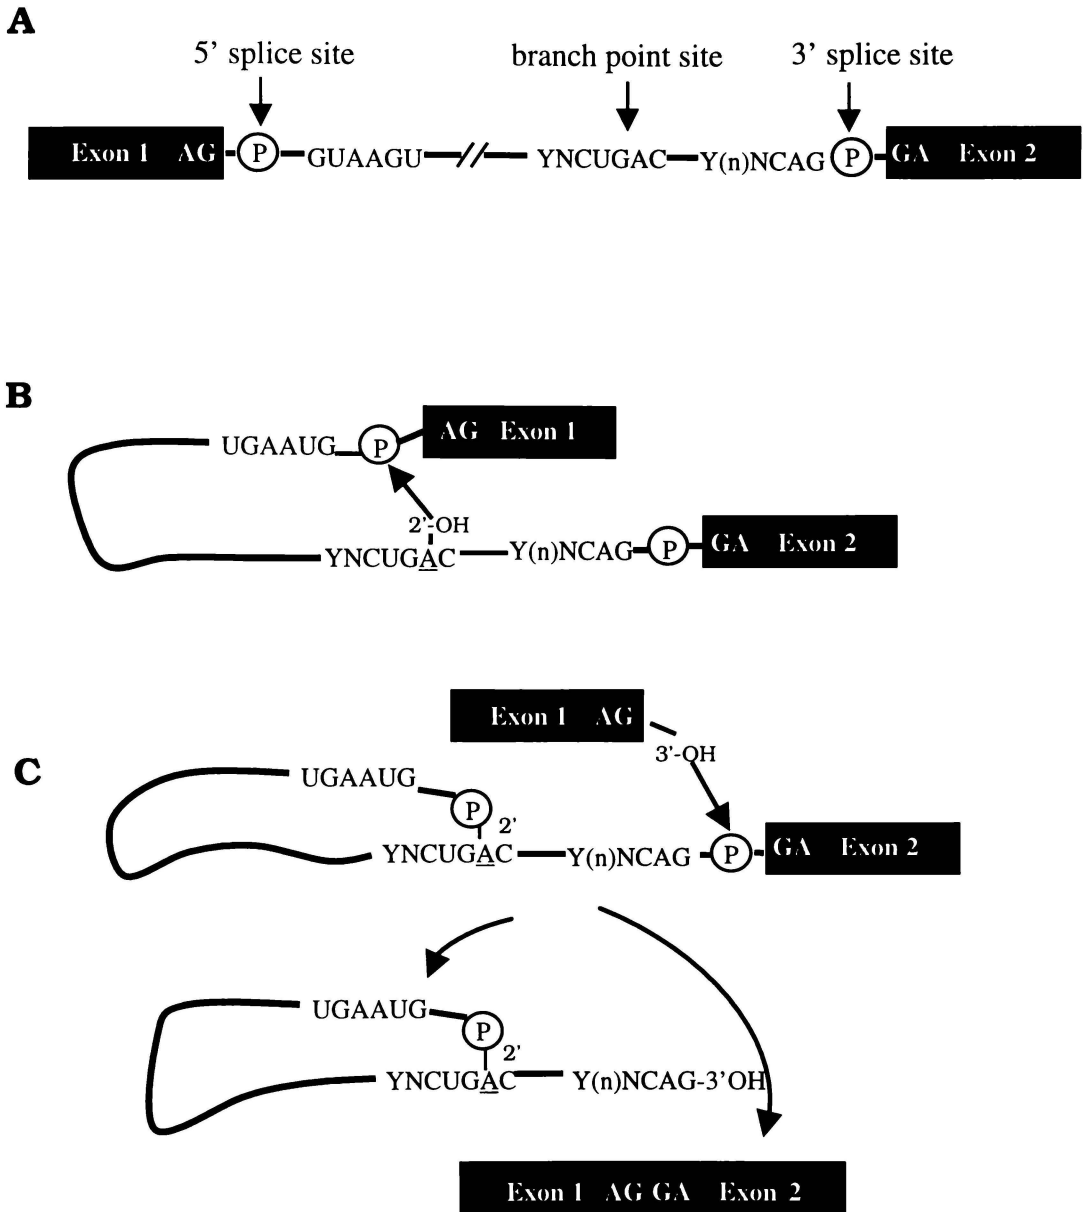 A
5’ splice site branch point site 3’ splice site
Exon 1 AG P GUAAGU YNCUGAC Y(n)NCAG P GA Exon 2
B
UGAAUG P AG Exon 1
2'-OH
YNCUGAC Y(n)NCAG P GA Exon 2
Exon 1 AG
3’-OH
C
UGAAUG
P 2’
YNCUGAC Y(n)NCAG P GA Exon 2
UGAAUG
P
2’
YNCUGAC Y(n)NCAG-3’OH
Exon 1 AG GA Exon 2